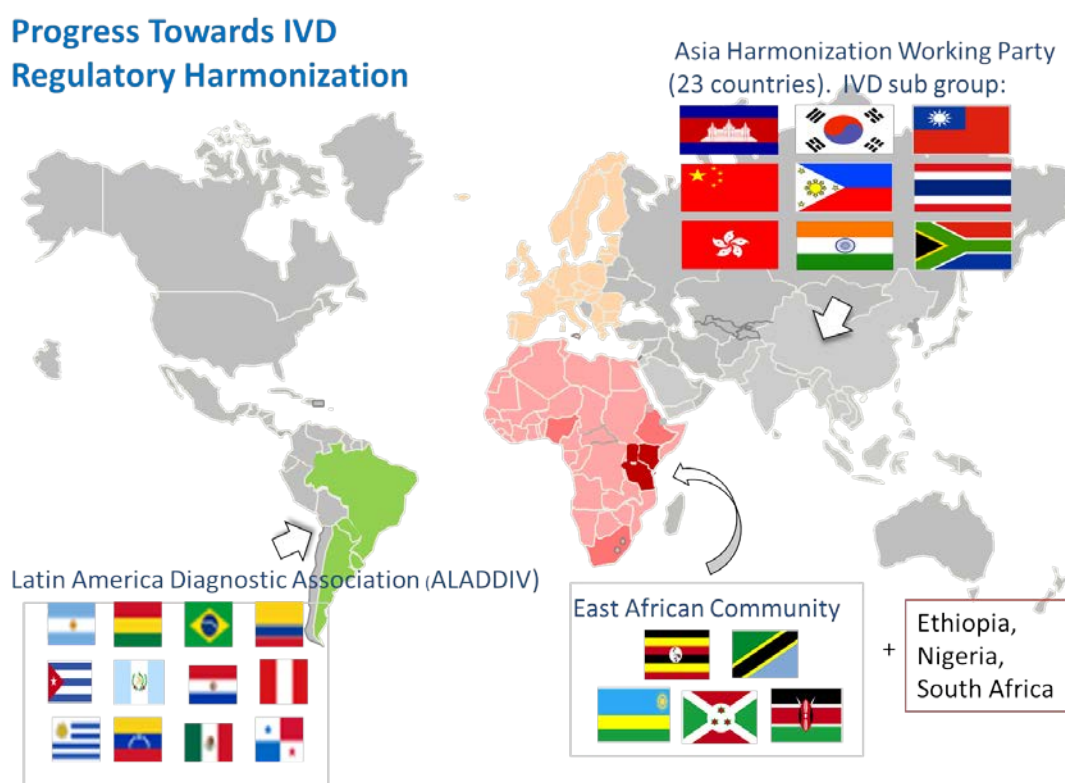 Progress Towards IVD
Regulatory Harmonization
Asia Harmonization Working Party
(23 countries).  IVD sub group:
Latin America Diagnostic Association (ALADDIV)
East African Community
+
Ethiopia,
Nigeria,
South Africa